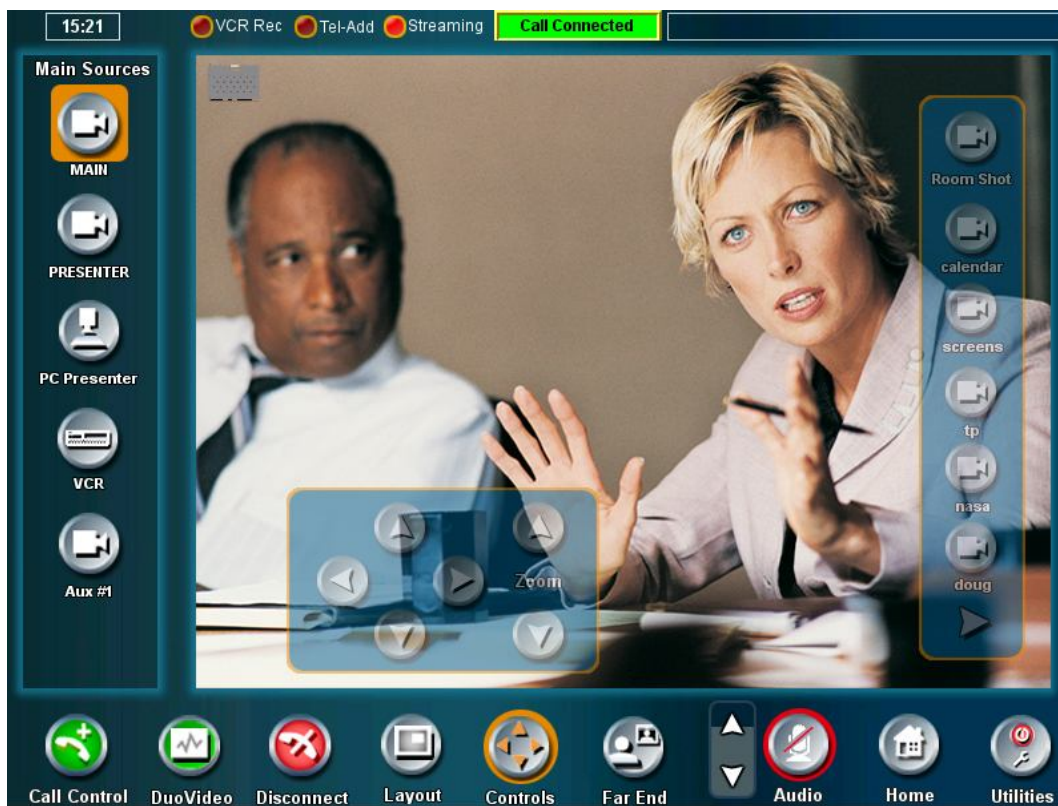 15:21
VCR Rec
Tel-Add
Streaming
Call Connected
Main Sources
MAIN
PRESENTER
PC Presenter
VCR
Aux #1
Room Shot
calendar
screens
tp
nasa
doug
Zoom
Call Control
DuoVideo
Disconnect
Layout
Controls
Far End
Audio
Home
Utilities